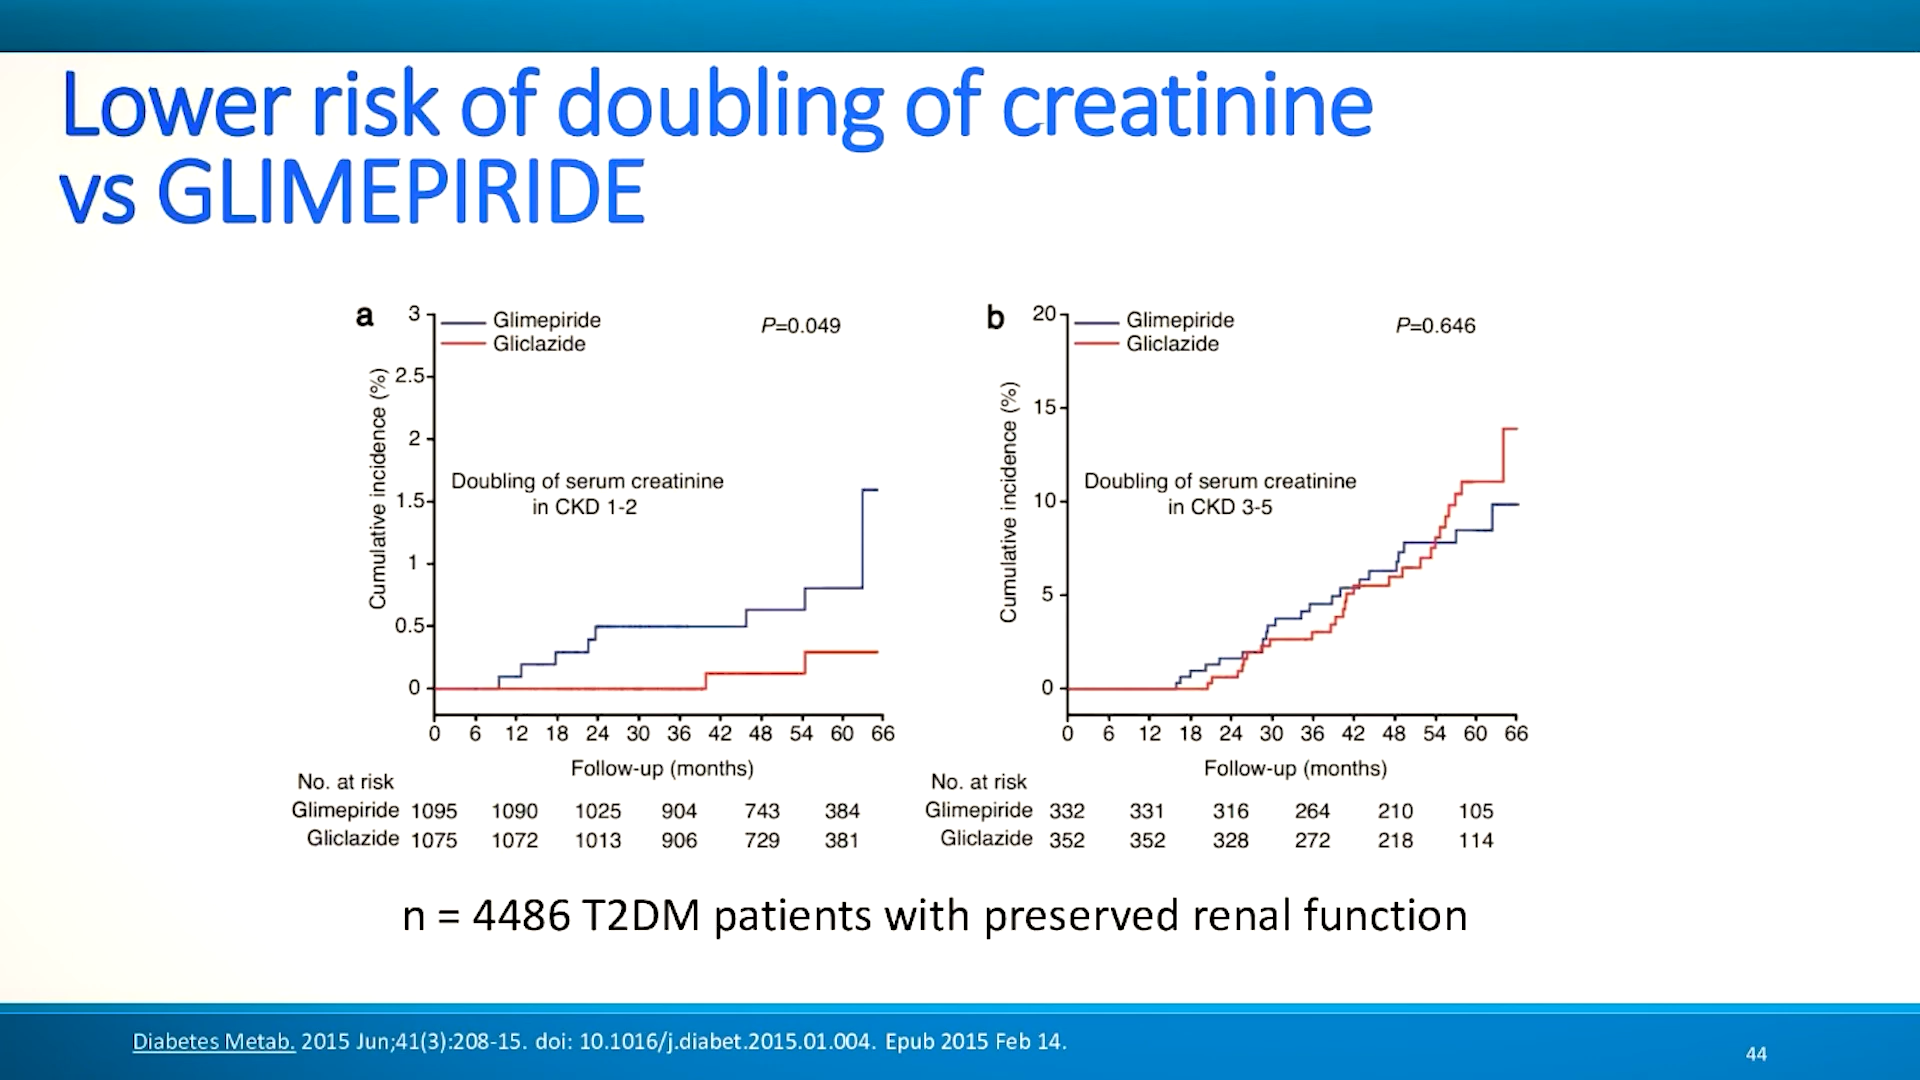 Lower risk of doubling of creatinine
vs GLIMEPIRIDE
a
3
2.5
2
1.5
1
0.5
0
Cumulative incidence (%)
Glimepiride
Gliclazide
P=0.049
Doubling of serum creatinine
in CKD 1-2
0 6 12 18 24 30 36 42 48 54 60 66
Follow-up (months)
No. at risk
Glimepiride 1095 1090 1025 904 743 384
Gliclazide 1075 1072 1013 906 729 381
b
20
15
10
5
0
Cumulative incidence (%)
Glimepiride
Gliclazide
P=0.646
Doubling of serum creatinine
in CKD 3-5
0 6 12 18 24 30 36 42 48 54 60 66
Follow-up (months)
No. at risk
Glimepiride 332 331 316 264 210 105
Gliclazide 352 352 328 272 218 114
n = 4486 T2DM patients with preserved renal function
Diabetes Metab. 2015 Jun;41(3):208-15. doi: 10.1016/j.diabet.2015.01.004. Epub 2015 Feb 14.
44